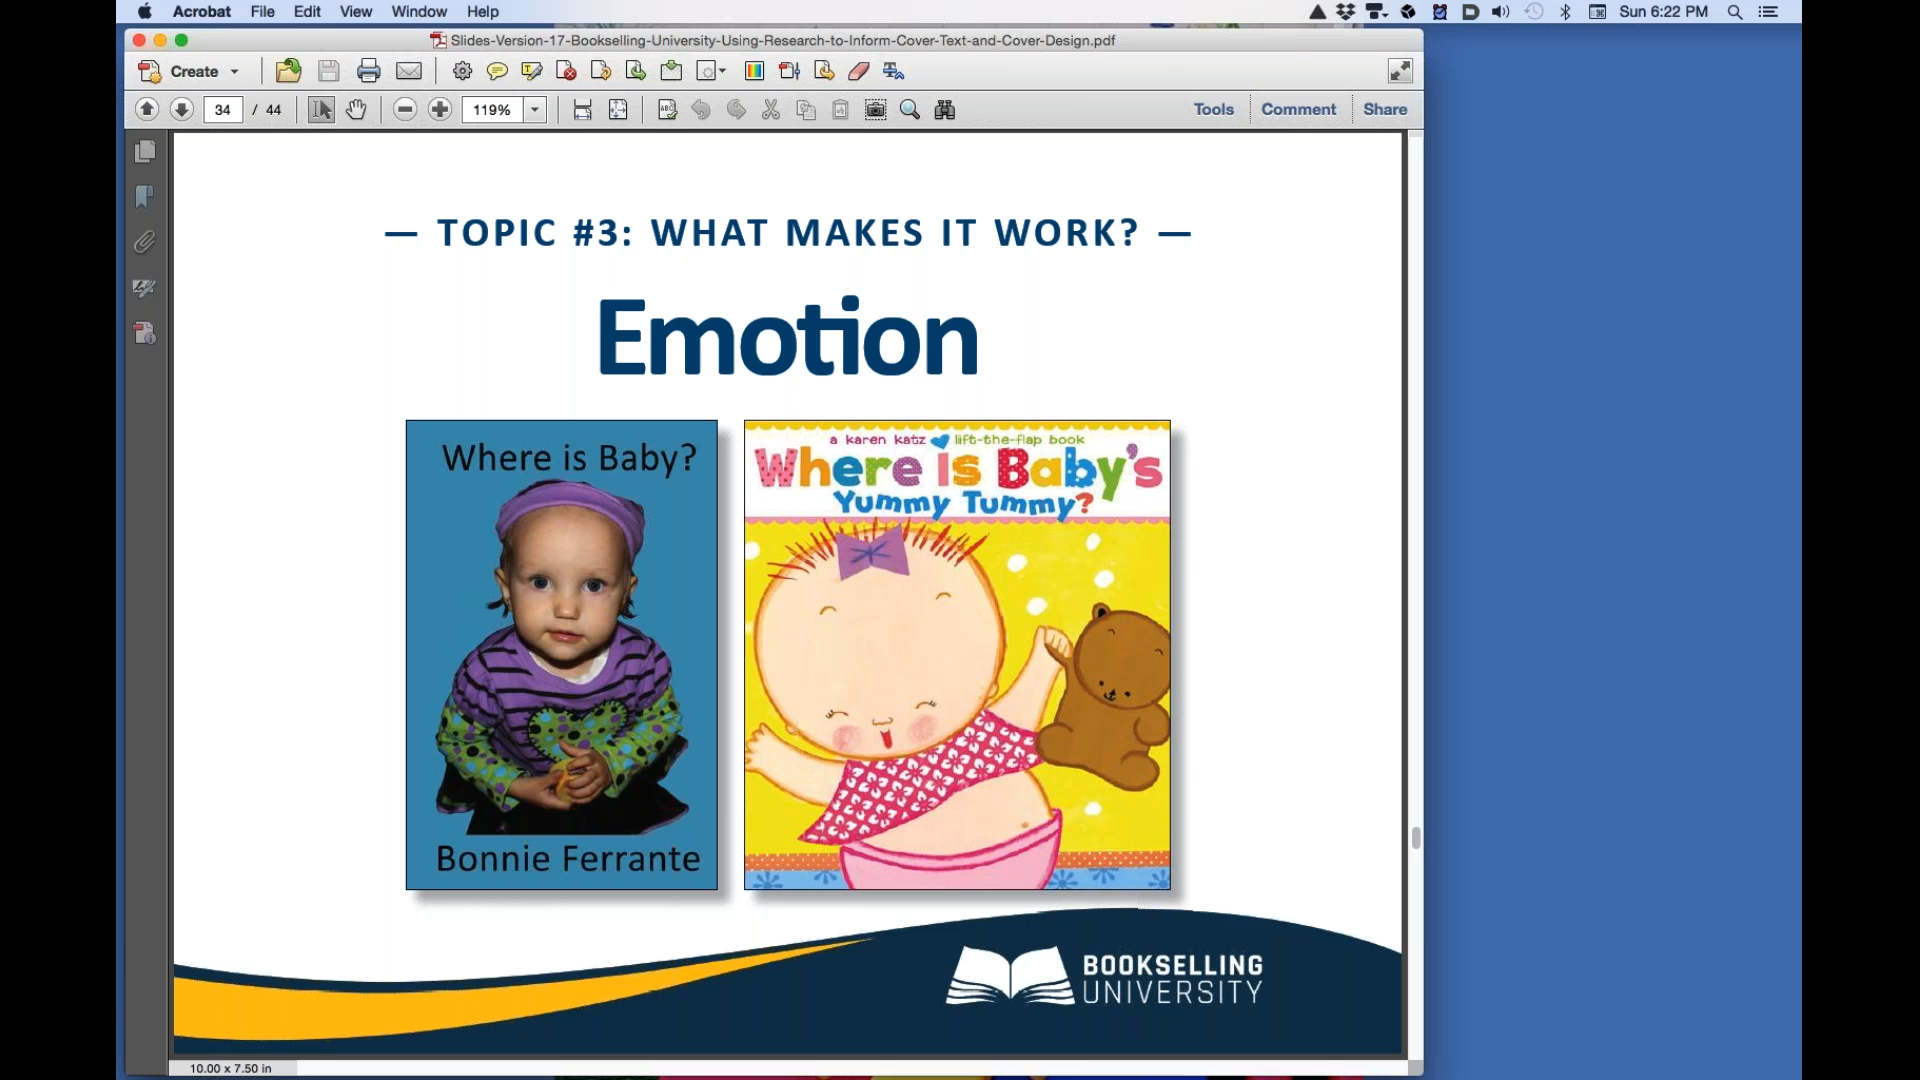 Acrobat File Edit View Window Help
Sun 6:22 PM
Slides-Version-17-Bookselling-University-Using-Research-to-Inform-Cover-Text-and-Cover-Design.pdf
Create
34 / 44
119%
Tools Comment Share
— TOPIC #3: WHAT MAKES IT WORK? —
Emotion
Where is Baby?
Bonnie Ferrante
a karen katz lift-the-flap book
Where Is Baby's
Yummy Tummy?
BOOKSELLING
UNIVERSITY
10.00 x 7.50 in